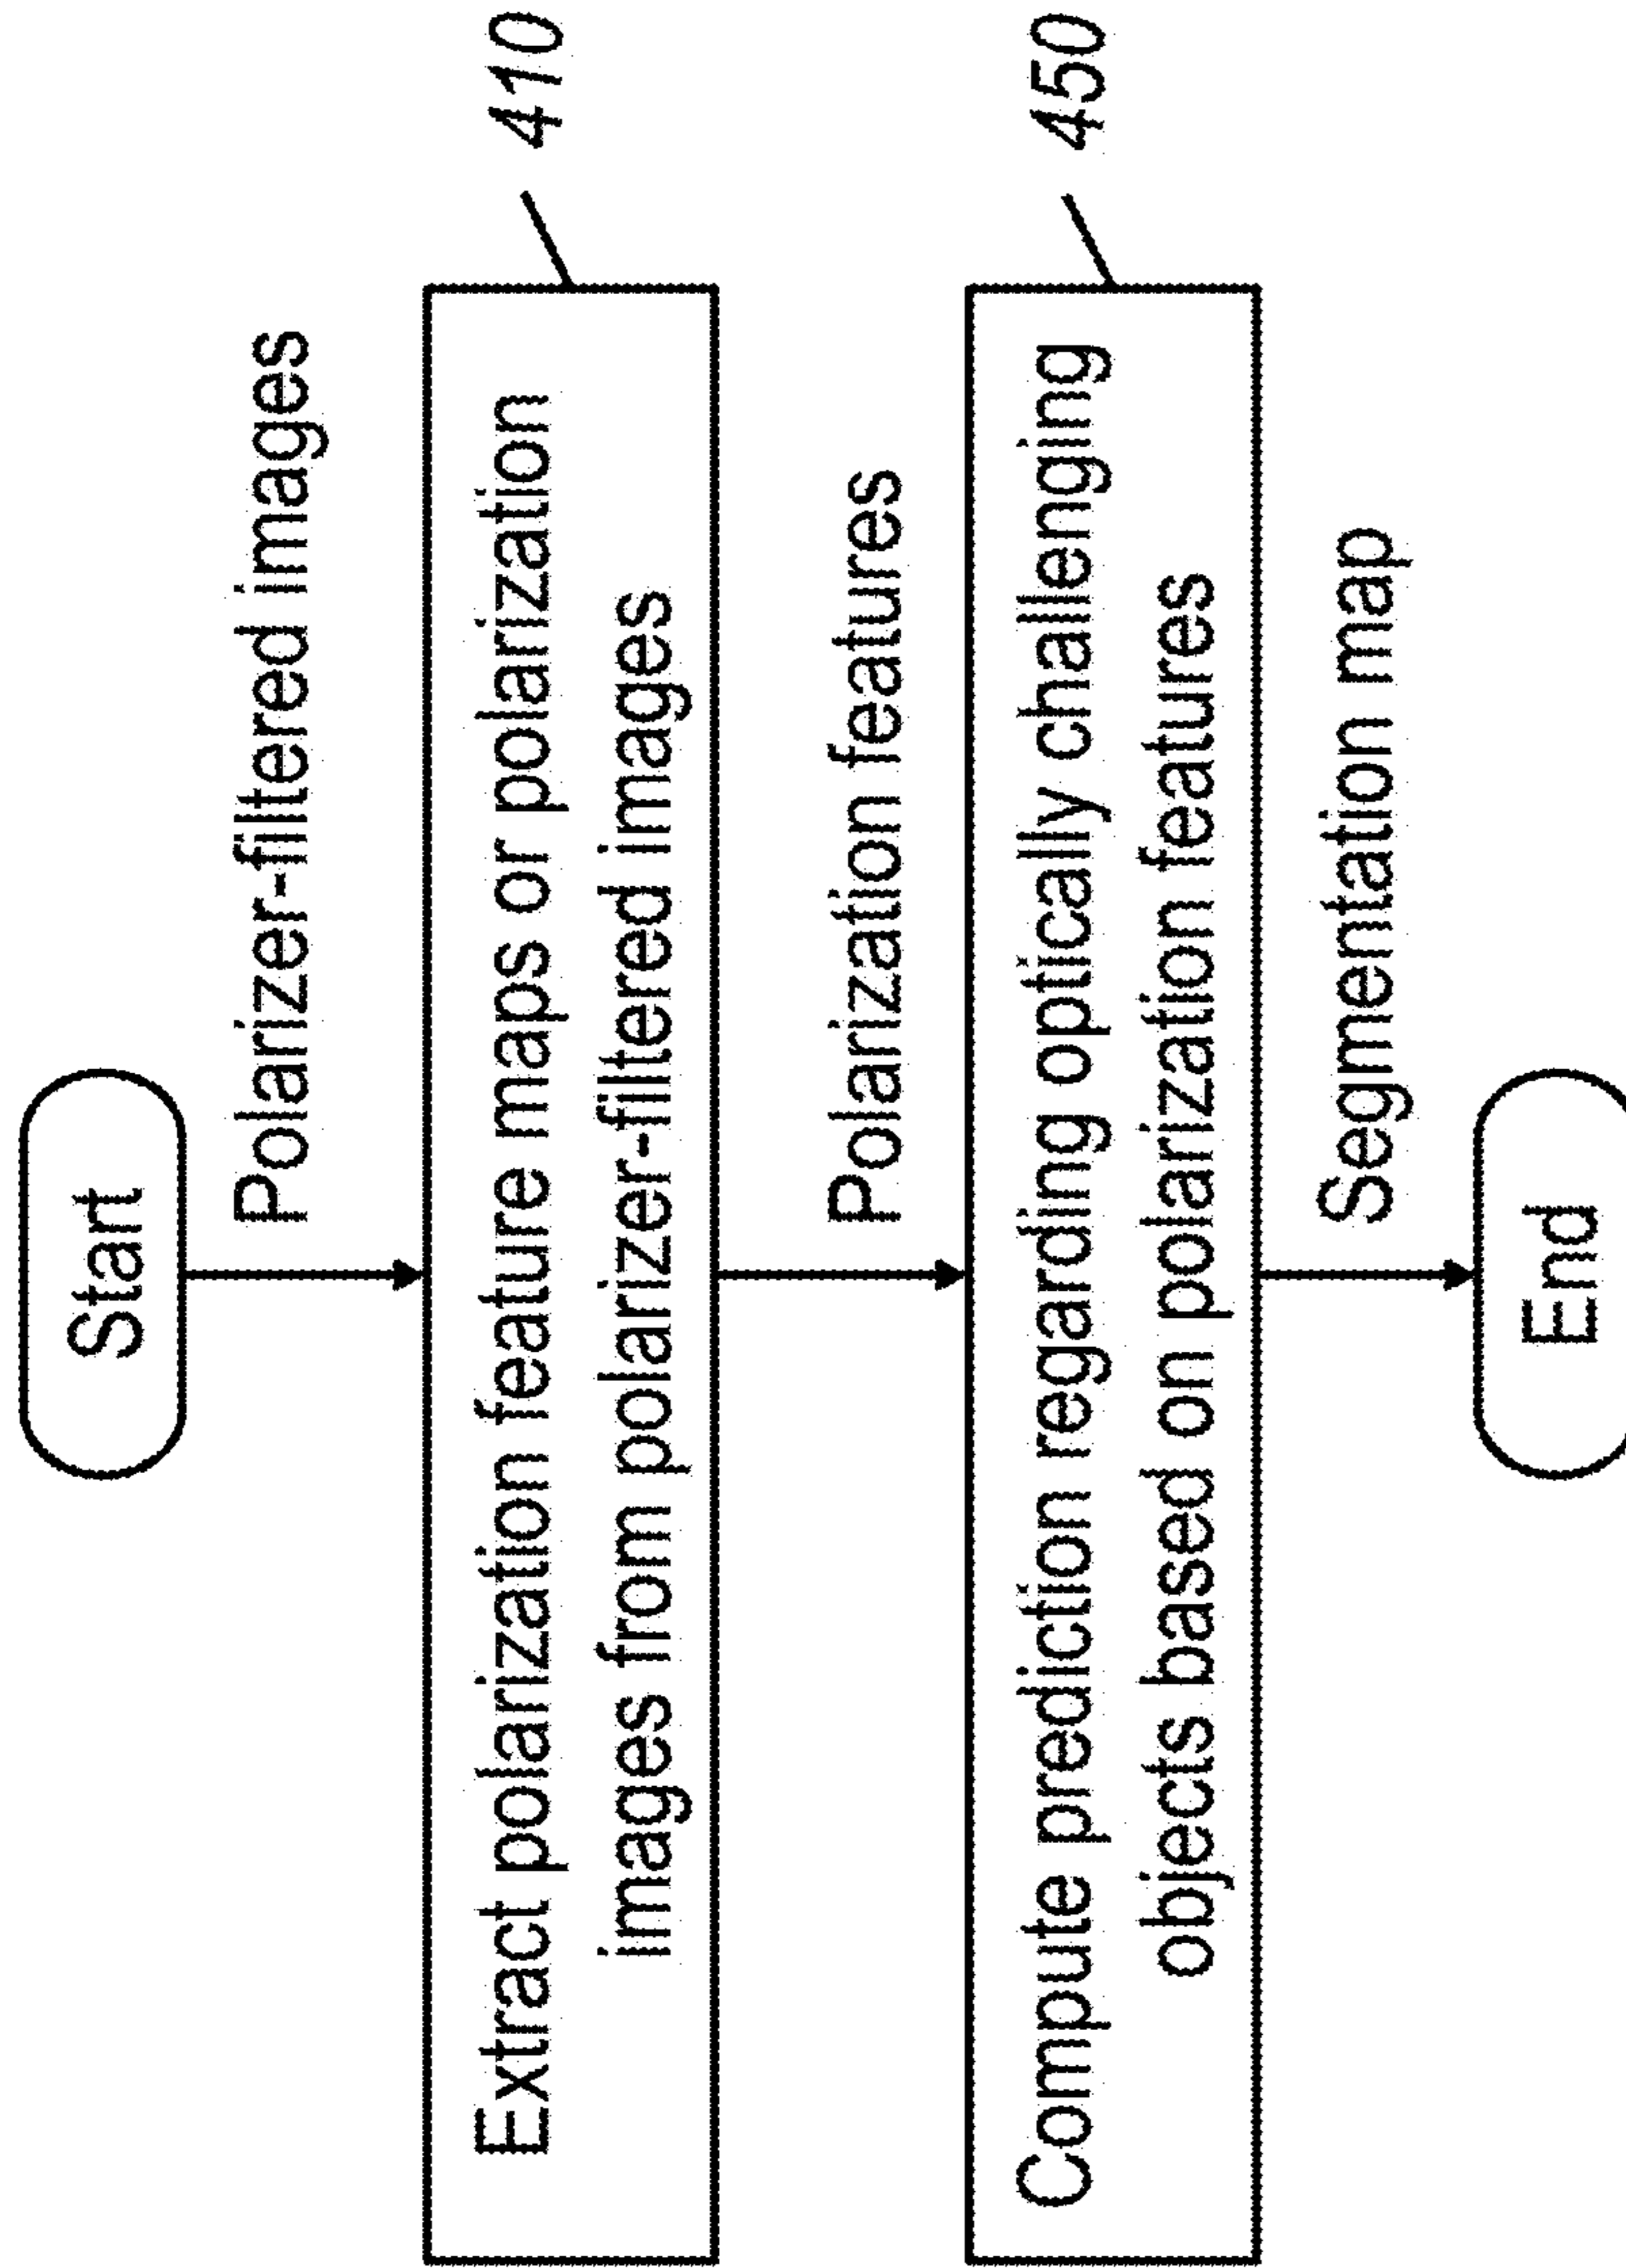 Start
Polarizer-filtered images
Extract polarization feature maps or polarization
images from polarizer-filtered images
410
Polarization features
Compute prediction regarding optically challenging
objects based on polarization features
450
Segmentation map
End